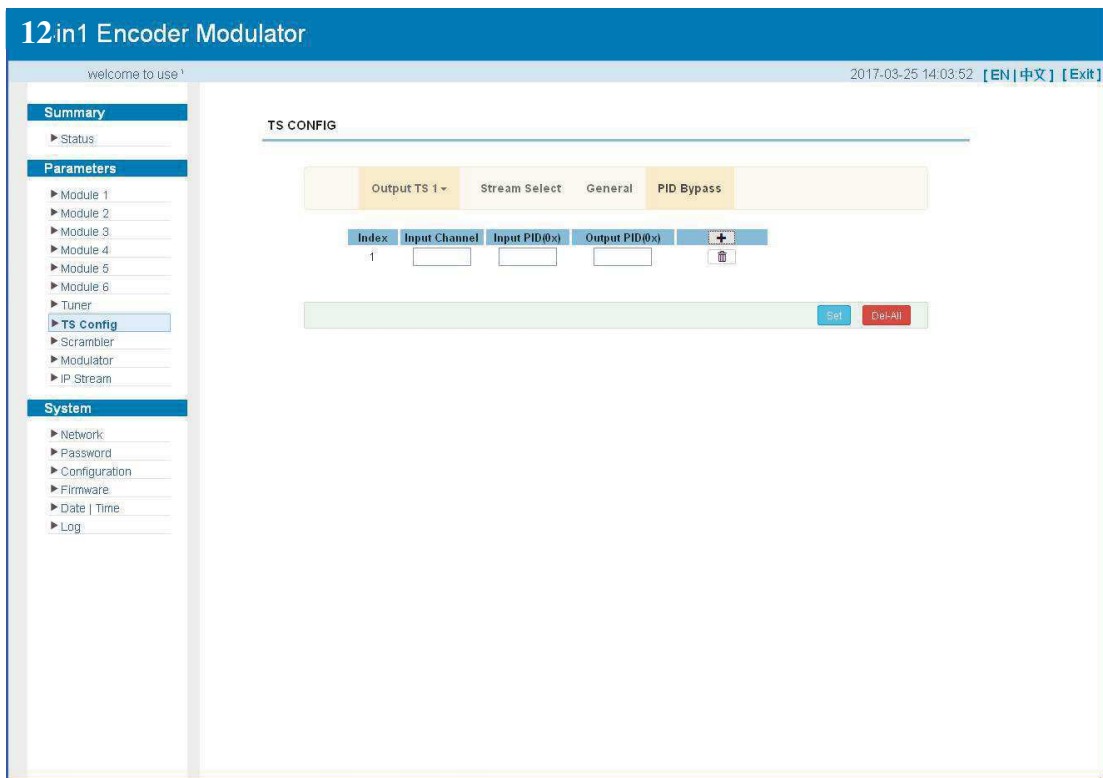 12 in1 Encoder Modulator
welcome to use
2017-03-25 14:03:52 [EN|中文] [Exit]
Summary
Status
Parameters
Module 1
Module 2
Module 3
Module 4
Module 5
Module 6
Tuner
TS Config
Scrambler
Modulator
IP Stream
System
Network
Password
Configuration
Firmware
Date | Time
Log
TS CONFIG
Output TS 1 Stream Select General PID Bypass
Index Input Channel Input PID(0x) Output PID(0x) +
1
Set Del-All